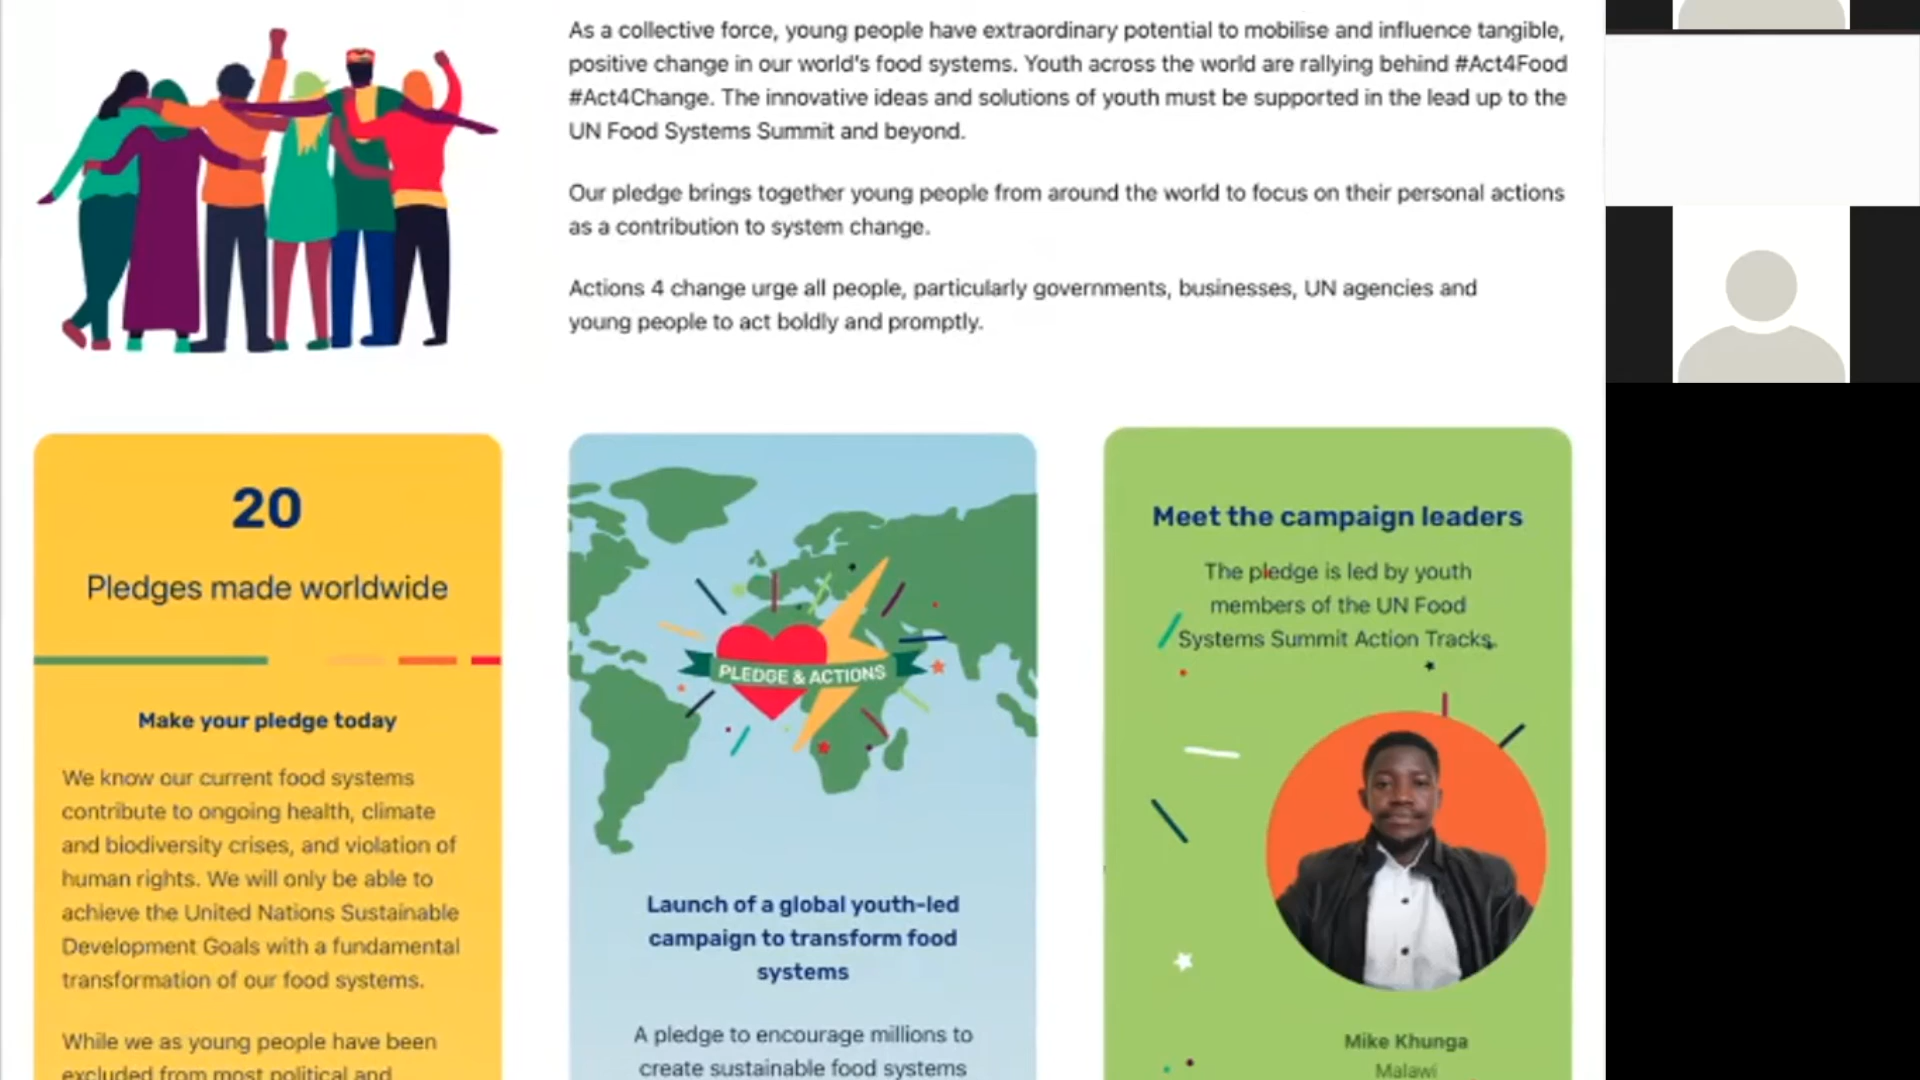 As a collective force, young people have extraordinary potential to mobilise and influence tangible,
positive change in our world's food systems. Youth across the world are rallying behind #Act4Food
#Act4Change. The innovative ideas and solutions of youth must be supported in the lead up to the
UN Food Systems Summit and beyond.
Our pledge brings together young people from around the world to focus on their personal actions
as a contribution to system change.
Actions 4 change urge all people, particularly governments, businesses, UN agencies and
young people to act boldly and promptly.
20
Pledges made worldwide
Make your pledge today
We know our current food systems
contribute to ongoing health, climate
and biodiversity crises, and violation of
human rights. We will only be able to
achieve the United Nations Sustainable
Development Goals with a fundamental
transformation of our food systems.
While we as young people have been
excluded from most political and
PLEDGE & ACTIONS
Launch of a global youth-led
campaign to transform food
systems
A pledge to encourage millions to
create sustainable food systems
Meet the campaign leaders
The pledge is led by youth
members of the UN Food
Systems Summit Action Tracks.
Mike Khunga
Malawi